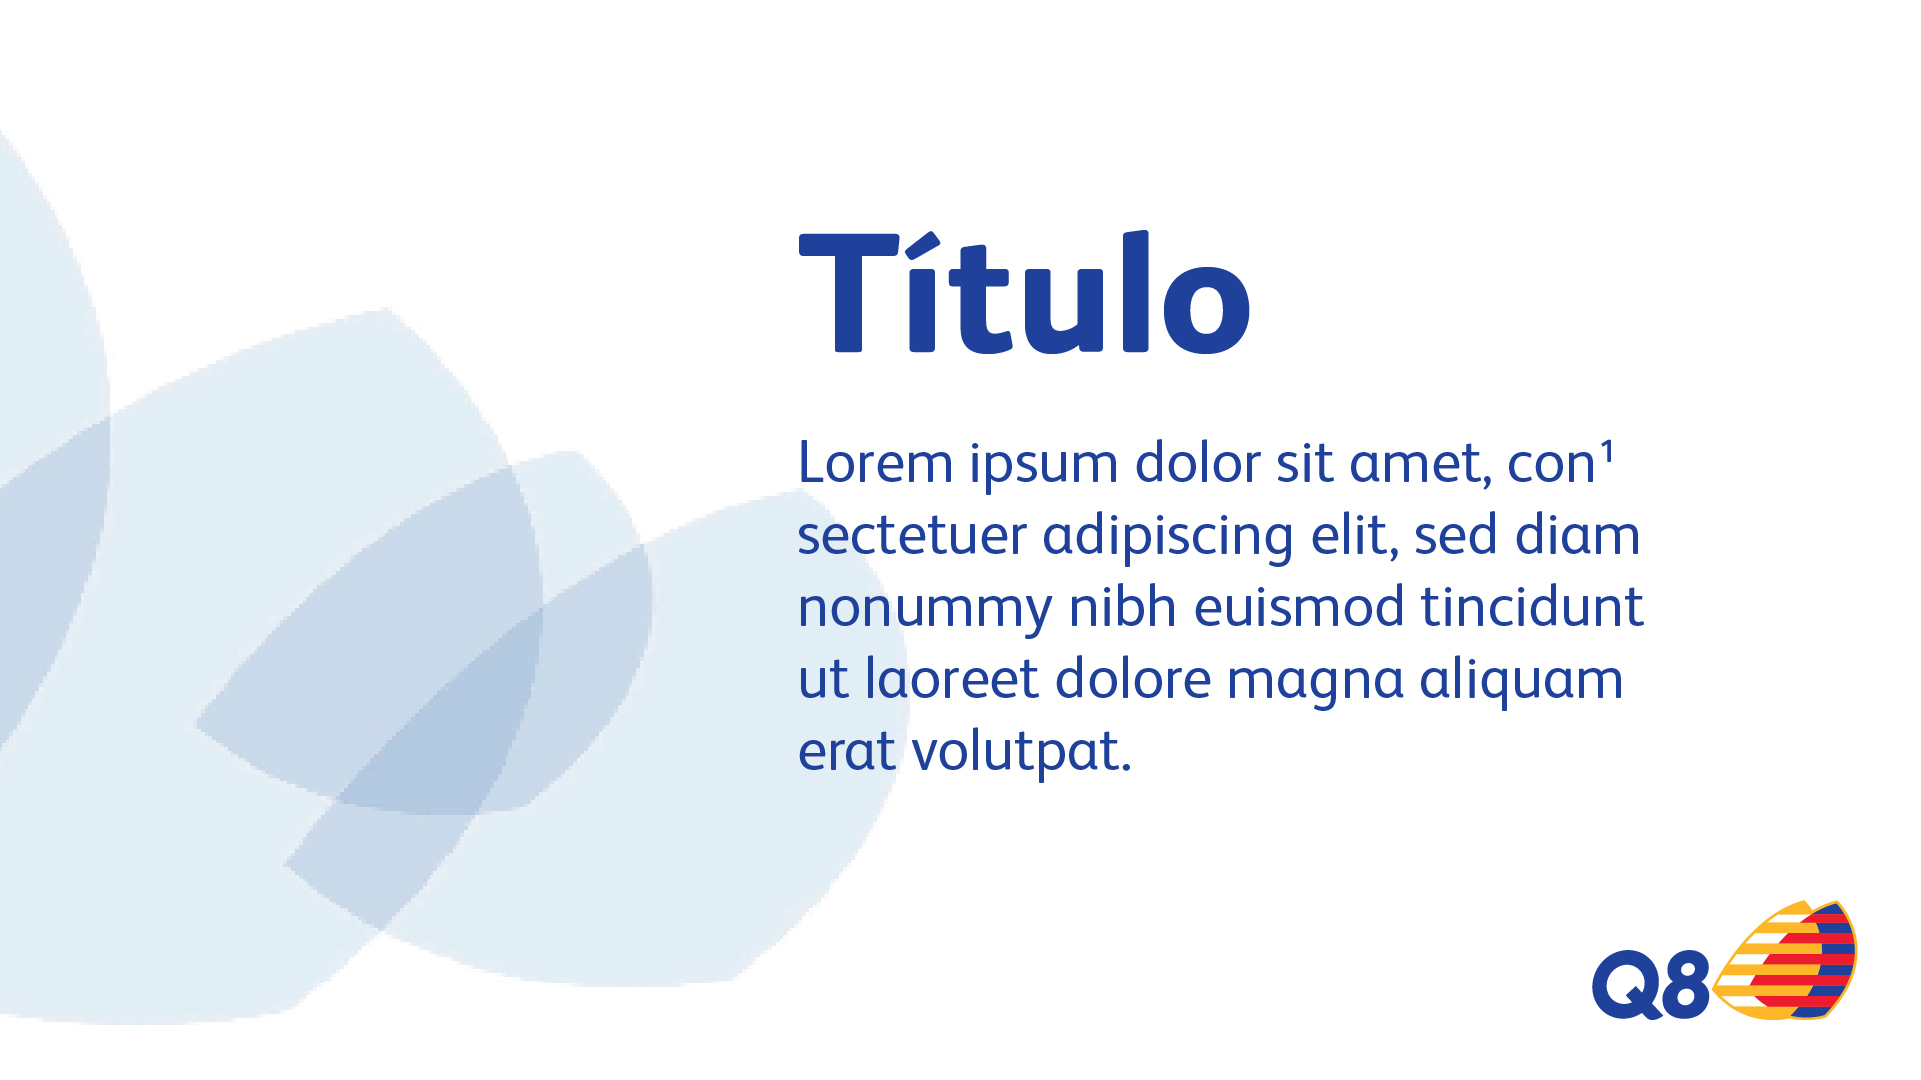 Título
Lorem ipsum dolor sit amet, con¹
sectetuer adipiscing elit, sed diam
nonummy nibh euismod tincidunt
ut laoreet dolore magna aliquam
erat volutpat.
Q8